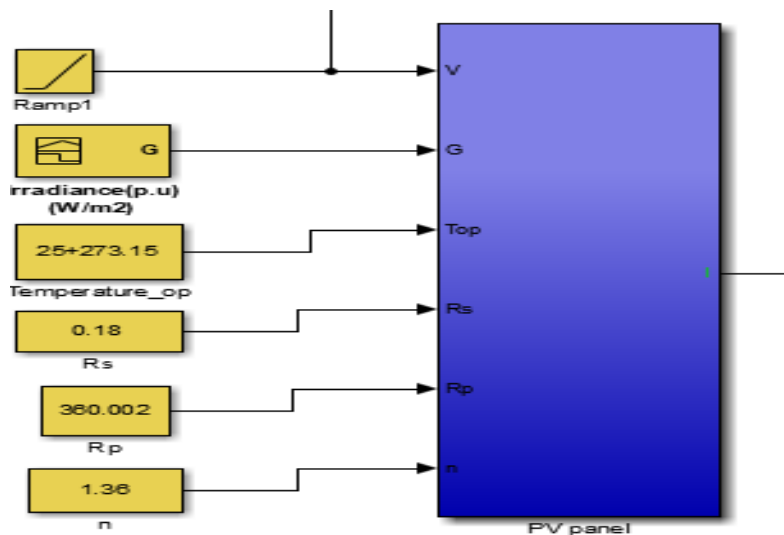 Ramp1
G
Irradiance(p.u)
(W/m2)
25+273.15
Temperature_op
0.18
Rs
360.002
Rp
1.36
n
V
G
Top
Rs
Rp
n
I
PV panel